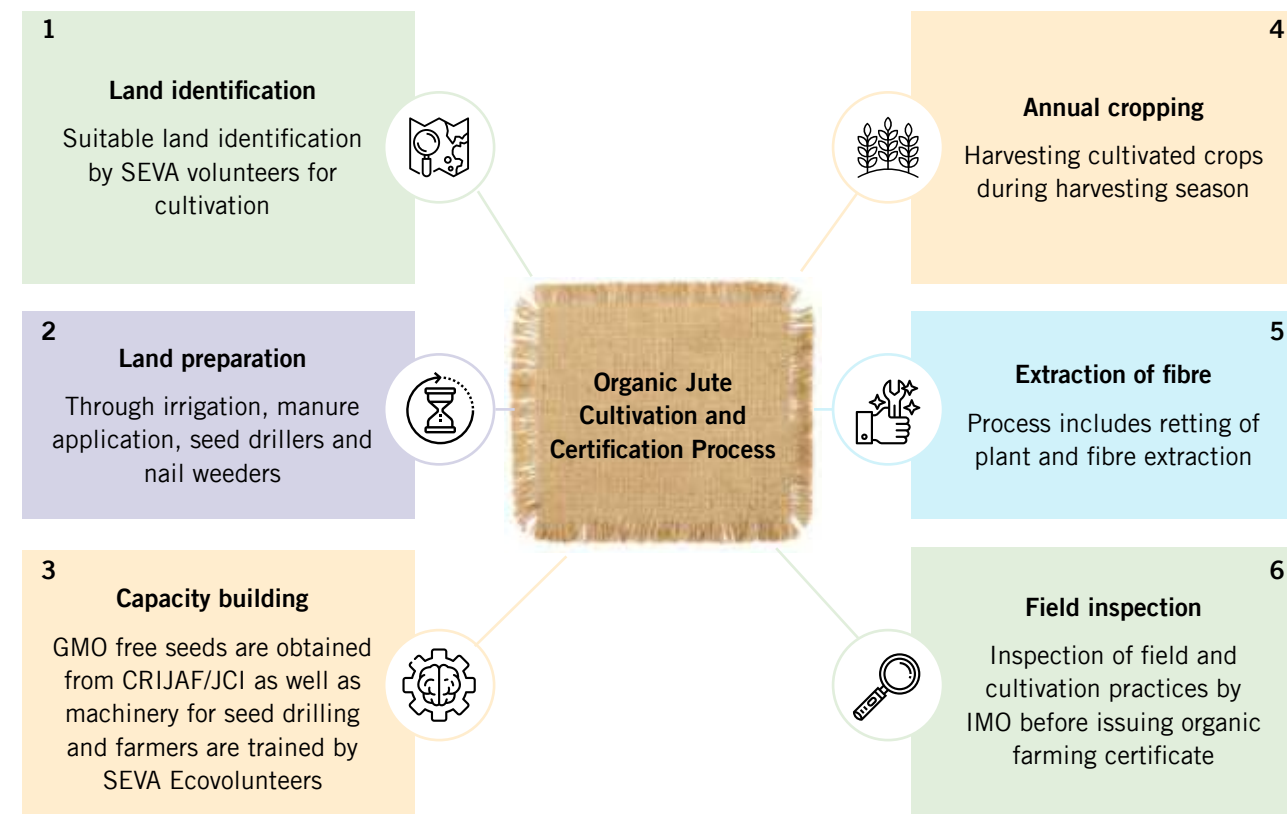 1
Land identification
Suitable land identification
by SEVA volunteers for
cultivation
2
Land preparation
Through irrigation, manure
application, seed drillers and
nail weeders
3
Capacity building
GMO free seeds are obtained
from CRIJAF/JCI as well as
machinery for seed drilling
and farmers are trained by
SEVA Ecovolunteers
Organic Jute
Cultivation and
Certification Process
4
Annual cropping
Harvesting cultivated crops
during harvesting season
5
Extraction of fibre
Process includes retting of
plant and fibre extraction
6
Field inspection
Inspection of field and
cultivation practices by
IMO before issuing organic
farming certificate